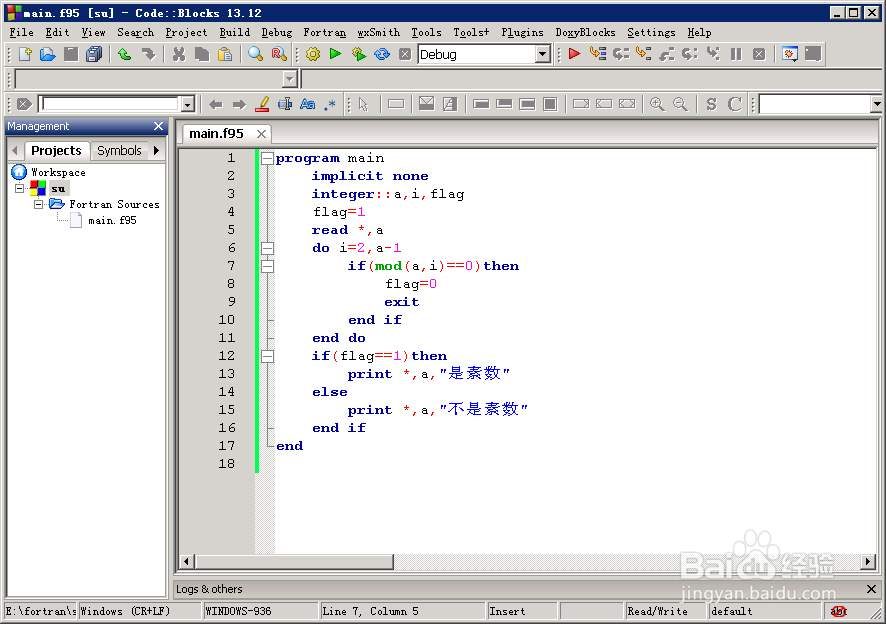 main.f95 [su] - Code::Blocks 13.12
File Edit View Search Project Build Debug Fortran wxSmith Tools Tools+ Plugins DoxyBlocks Settings Help
Debug
Management
main.f95
Projects Symbols
Workspace
su
Fortran Sources
main.f95
1 program main
2 implicit none
3 integer::a,i,flag
4 flag=1
5 read *,a
6 do i=2,a-1
7 if(mod(a,i)==0)then
8 flag=0
9 exit
10 end if
11 end do
12 if(flag==1)then
13 print *,a,"是素数"
14 else
15 print *,a,"不是素数"
16 end if
17 end
18
Logs & others
E:\fortran\s Windows (CR+LF) WINDOWS-936 Line 7, Column 5 Insert Read/Write default abc
Baidu 经验
jingyan.baidu.com